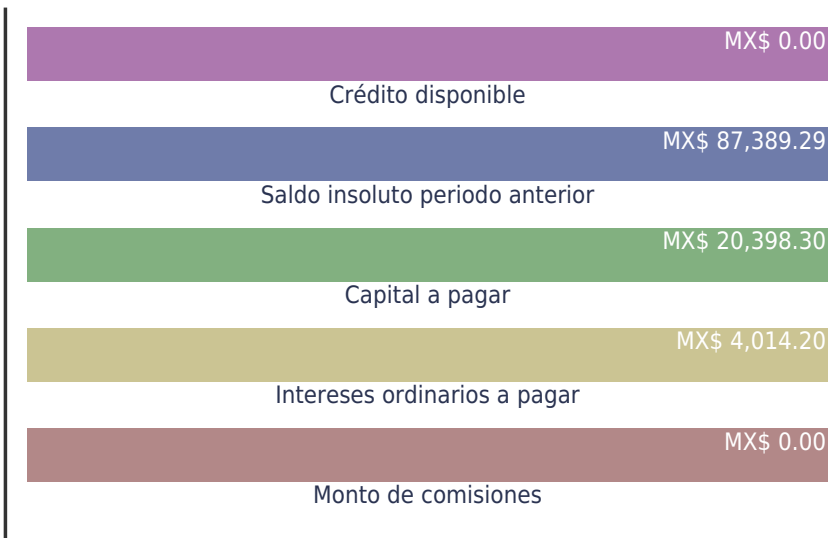 MX$ 0.00
Crédito disponible
MX$ 87,389.29
Saldo insoluto periodo anterior
MX$ 20,398.30
Capital a pagar
MX$ 4,014.20
Intereses ordinarios a pagar
MX$ 0.00
Monto de comisiones